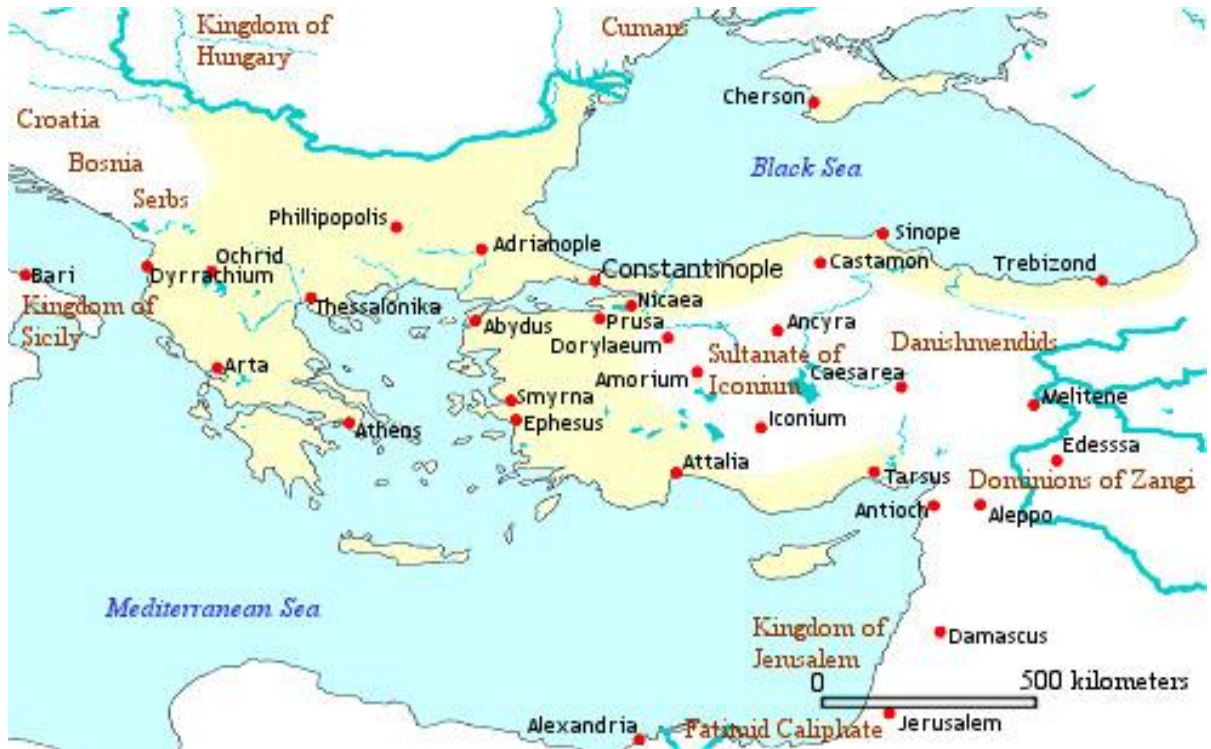 Kingdom of
Hungary
Cumans
Cherson
Croatia
Bosnia
Black Sea
Serbs
Phillipopolis
Adrianople
Sinope
Ochrid
Castamon
Trebizond
Bari
Dyrrachium
Constantinople
Kingdom of
Sicily
Thessalonika
Nicaea
Abydus
Prusa
Ancyra
Dorylaeum
Danishmendids
Sultanate of
Iconium
Arta
Amorium
Caesarea
Smyrna
Melitene
Ephesus
Iconium
Athens
Edesssa
Attalia
Tarsus
Dominions of Zangi
Antioch
Aleppo
Mediterranean Sea
Kingdom of
Jerusalem
Damascus
0
500 kilometers
Alexandria
Fatimid Caliphate
Jerusalem